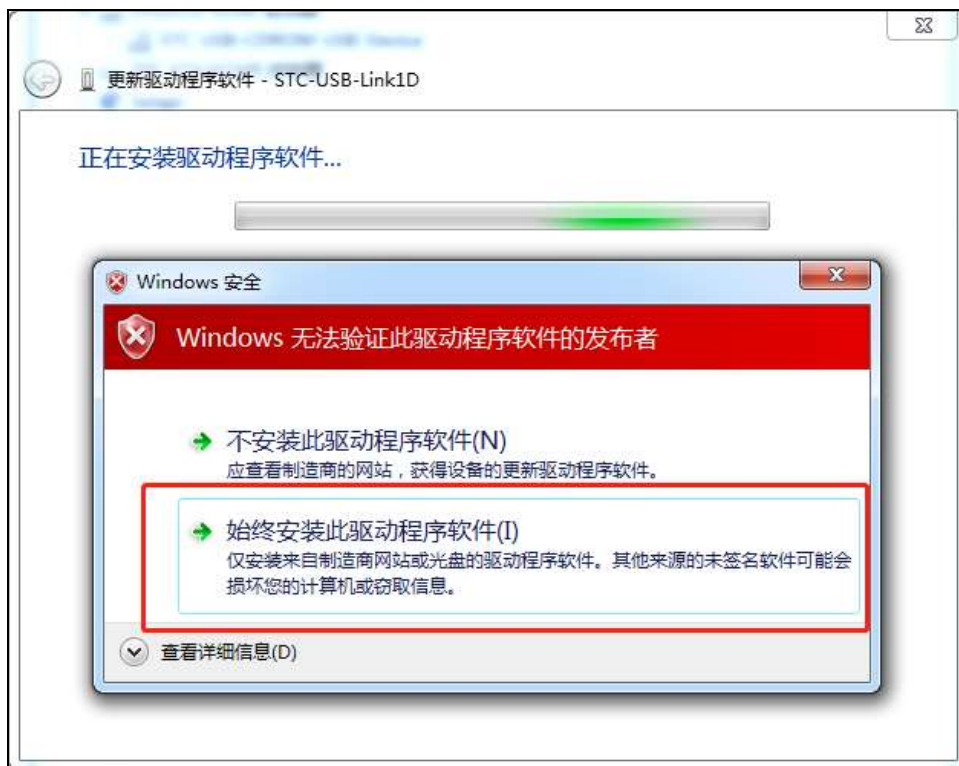 更新驱动程序软件 - STC-USB-Link1D
正在安装驱动程序软件...
Windows 安全
Windows 无法验证此驱动程序软件的发布者
不安装此驱动程序软件(N)
应查看制造商的网站，获得设备的更新驱动程序软件。
始终安装此驱动程序软件(I)
仅安装来自制造商网站或光盘的驱动程序软件。其他来源的未签名软件可能会
损坏您的计算机或窃取信息。
查看详细信息(D)